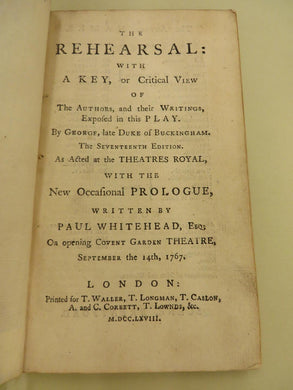 THE
REHEARSAL:
WITH
A KEY, or Critical View
OF
The AUTHORS, and their WRITINGS,
Expoſed in this PLAY.
By GEORGE, late DUKE of BUCKINGHAM.
The SEVENTEENTH EDITION.
As Acted at the THEATRES ROYAL,
WITH THE
New Occaſional PROLOGUE,
WRITTEN BY
PAUL WHITEHEAD, Eſq;
On opening COVENT GARDEN THEATRE,
SEPTEMBER the 14th, 1767.
LONDON:
Printed for T. WALLER, T. LONGMAN, T. CASLON,
A. and C. CORBETT, T. LOWNDS, &c.
M.DCC.LXVIII.